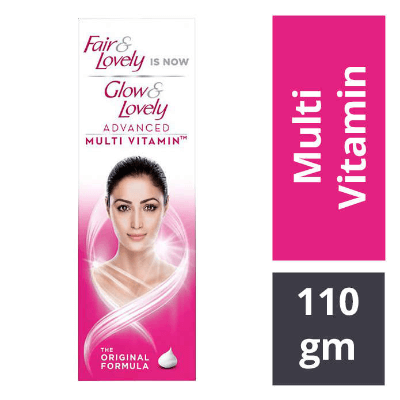 Fair &
Lovely IS NOW
Glow &
Lovely
ADVANCED
MULTI VITAMIN™
THE
ORIGINAL
FORMULA
Multi
Vitamin
110
gm